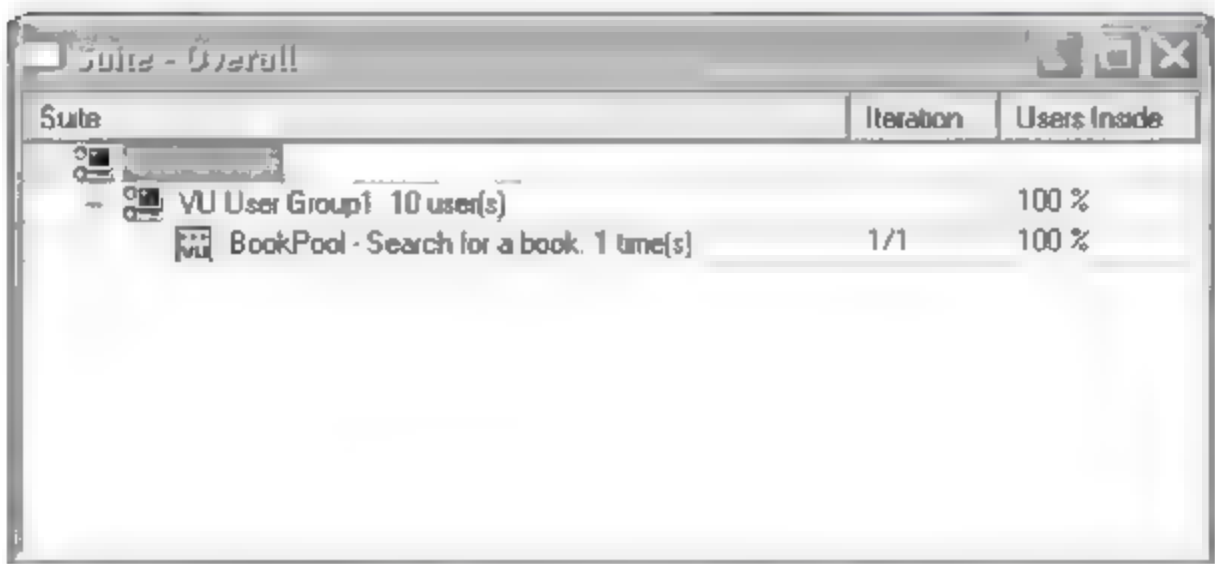 Suite - Overall
Suite Iteration Users Inside
VU User Group1 10 user(s) 100 %
BookPool - Search for a book. 1 time(s) 1/1 100 %